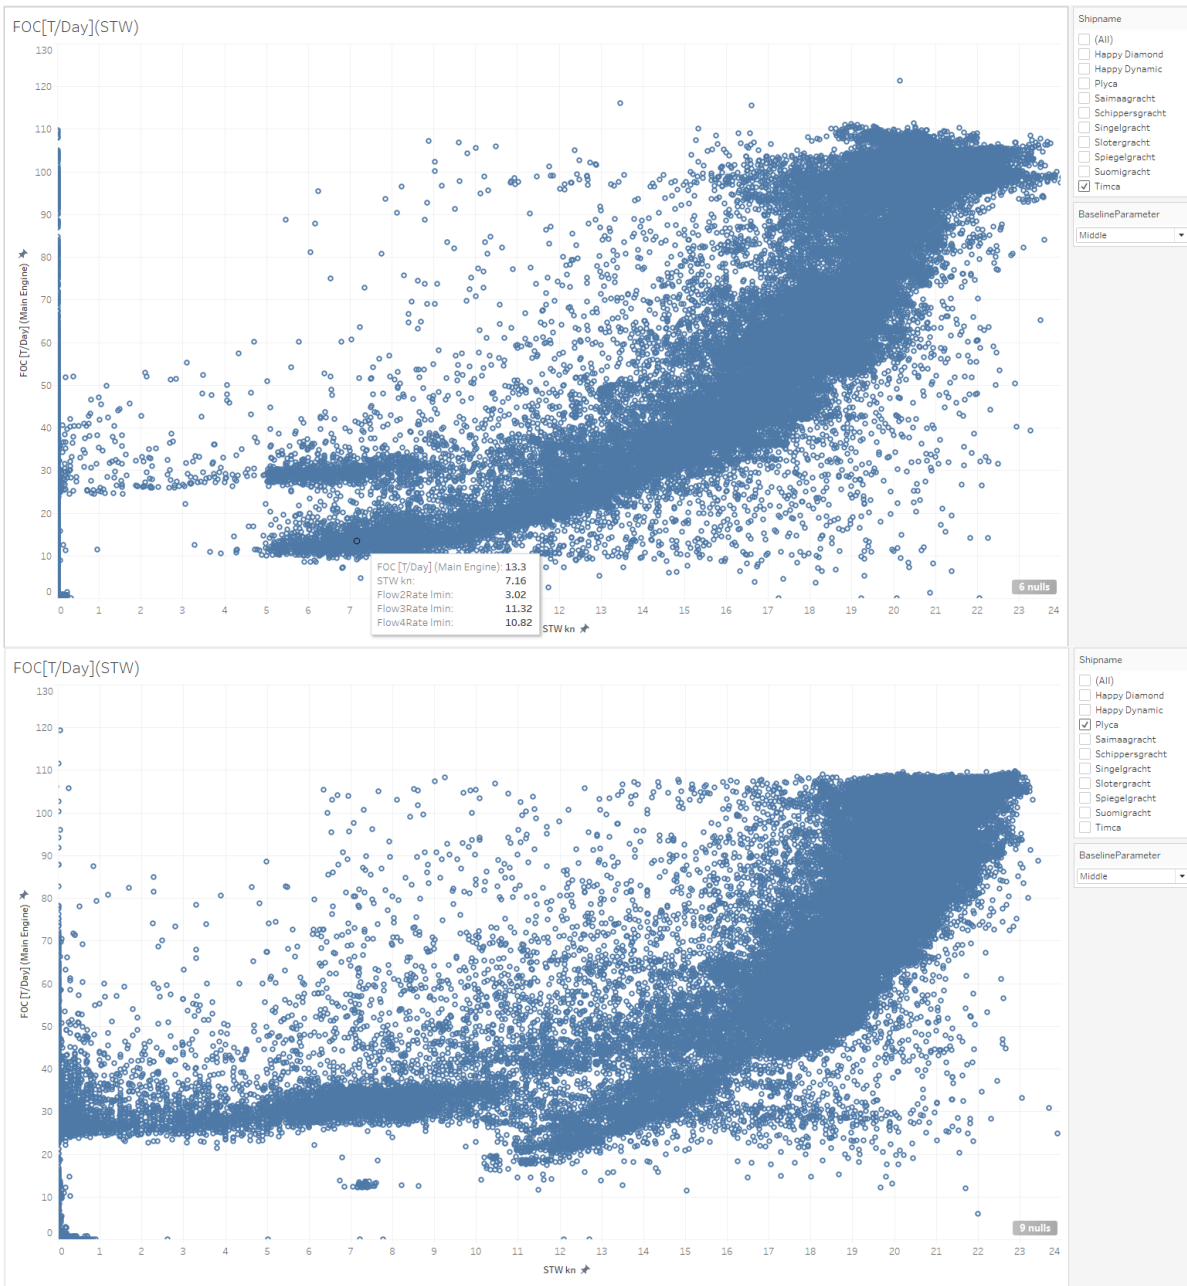 FOC[T/Day](STW)
130
120
110
100
90
80
70
60
50
40
30
20
10
0
FOC [T/Day] (Main Engine)
0 1 2 3 4 5 6 7 12 13 14 15 16 17 18 19 20 21 22 23 24
STW kn
FOC [T/Day] (Main Engine): 13.3
STW kn: 7.16
Flow2Rate lmin: 3.02
Flow3Rate lmin: 11.32
Flow4Rate lmin: 10.82
6 nulls
Shipname
(All)
Happy Diamond
Happy Dynamic
Plyca
Saimaagracht
Schippersgracht
Singelgracht
Slotergracht
Spiegelgracht
Suomigracht
Timca
BaselineParameter
Middle
FOC[T/Day](STW)
130
120
110
100
90
80
70
60
50
40
30
20
10
0
FOC [T/Day] (Main Engine)
0 1 2 3 4 5 6 7 8 9 10 11 12 13 14 15 16 17 18 19 20 21 22 23 24
STW kn
9 nulls
Shipname
(All)
Happy Diamond
Happy Dynamic
Plyca
Saimaagracht
Schippersgracht
Singelgracht
Slotergracht
Spiegelgracht
Suomigracht
Timca
BaselineParameter
Middle